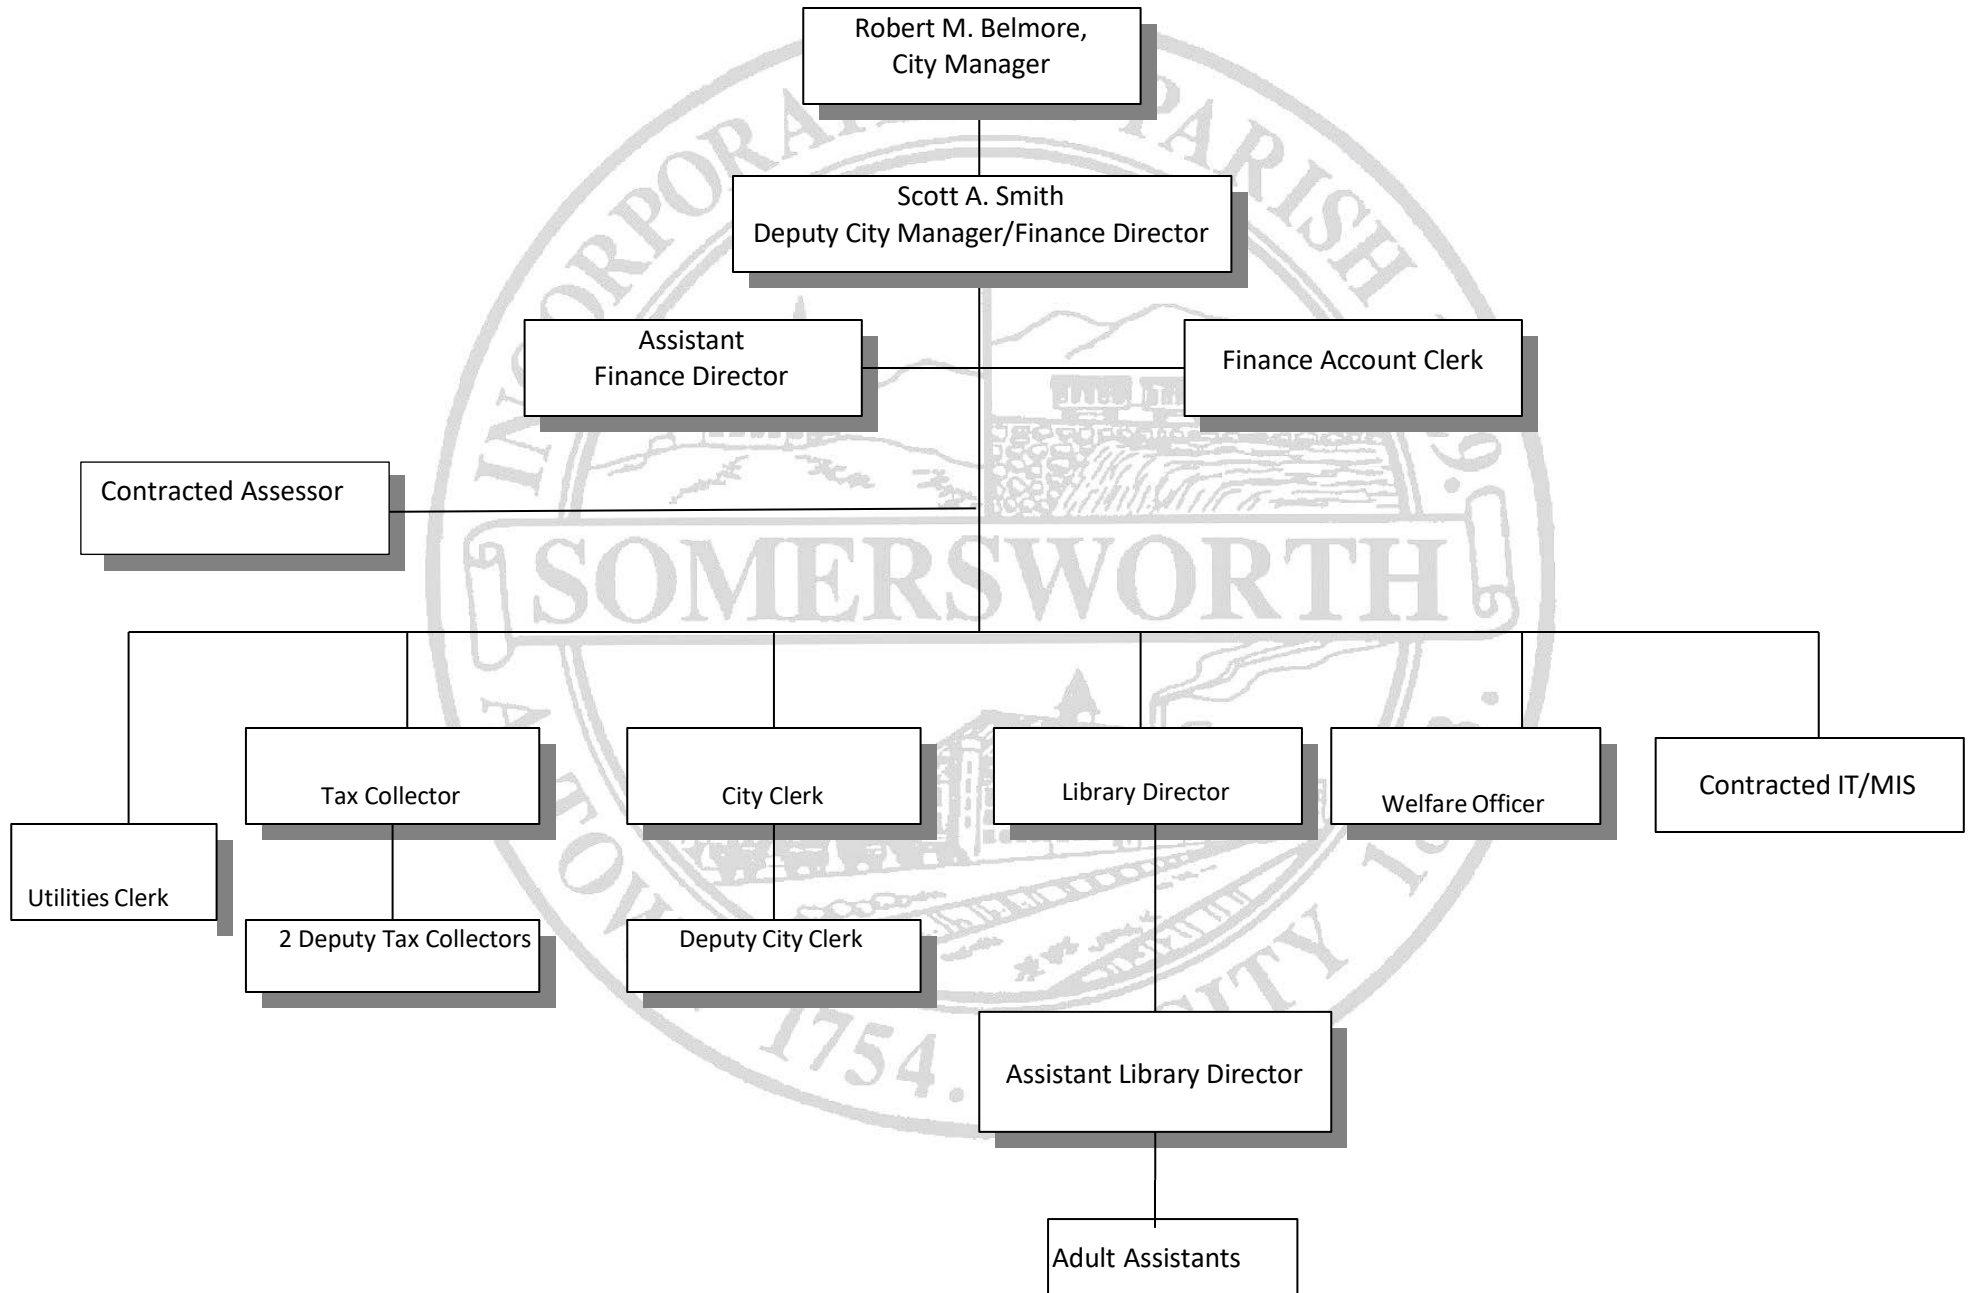 Robert M. Belmore,
City Manager
Scott A. Smith
Deputy City Manager/Finance Director
Assistant
Finance Director
Finance Account Clerk
Contracted Assessor
SOMERSWORTH
Tax Collector
City Clerk
Library Director
Welfare Officer
Contracted IT/MIS
Utilities Clerk
2 Deputy Tax Collectors
Deputy City Clerk
1754.
Assistant Library Director
Adult Assistants